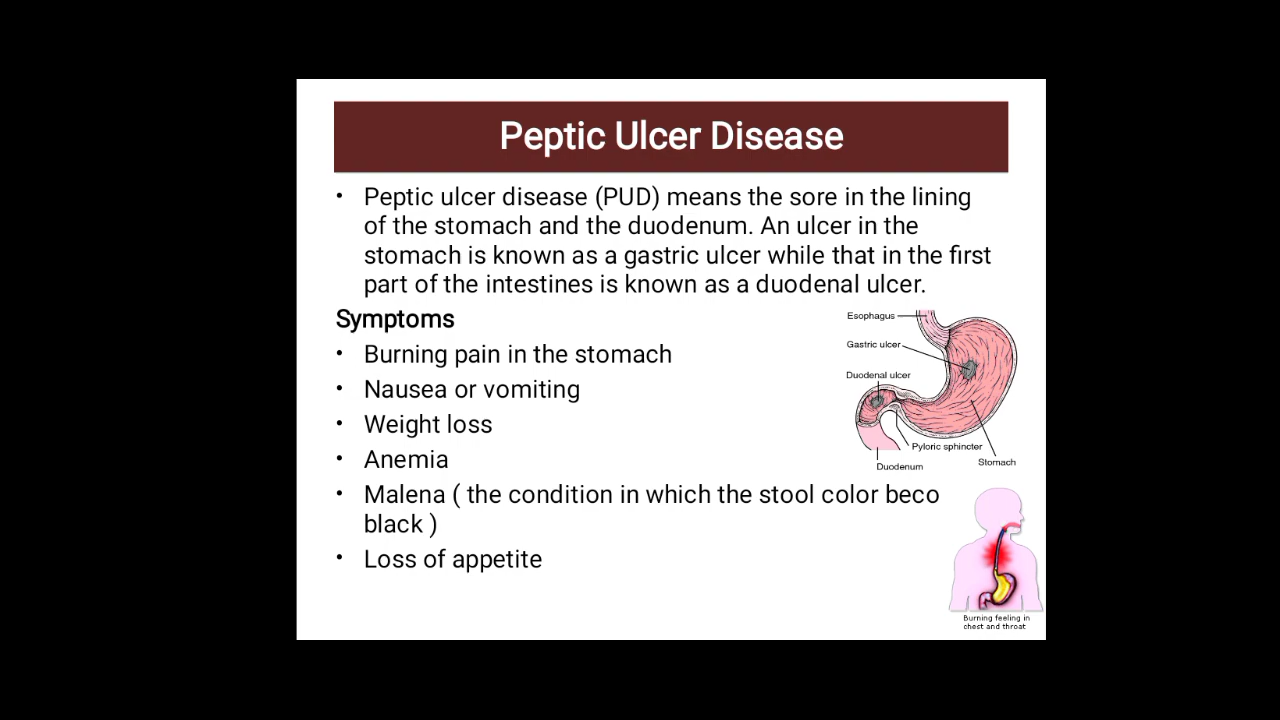 Peptic Ulcer Disease
• Peptic ulcer disease (PUD) means the sore in the lining
of the stomach and the duodenum. An ulcer in the
stomach is known as a gastric ulcer while that in the first
part of the intestines is known as a duodenal ulcer.
Symptoms
• Burning pain in the stomach
• Nausea or vomiting
• Weight loss
• Anemia
• Malena ( the condition in which the stool color beco
black )
• Loss of appetite
Esophagus
Gastric ulcer
Duodenal ulcer
Pyloric sphincter
Duodenum
Stomach
Burning feeling in
chest and throat